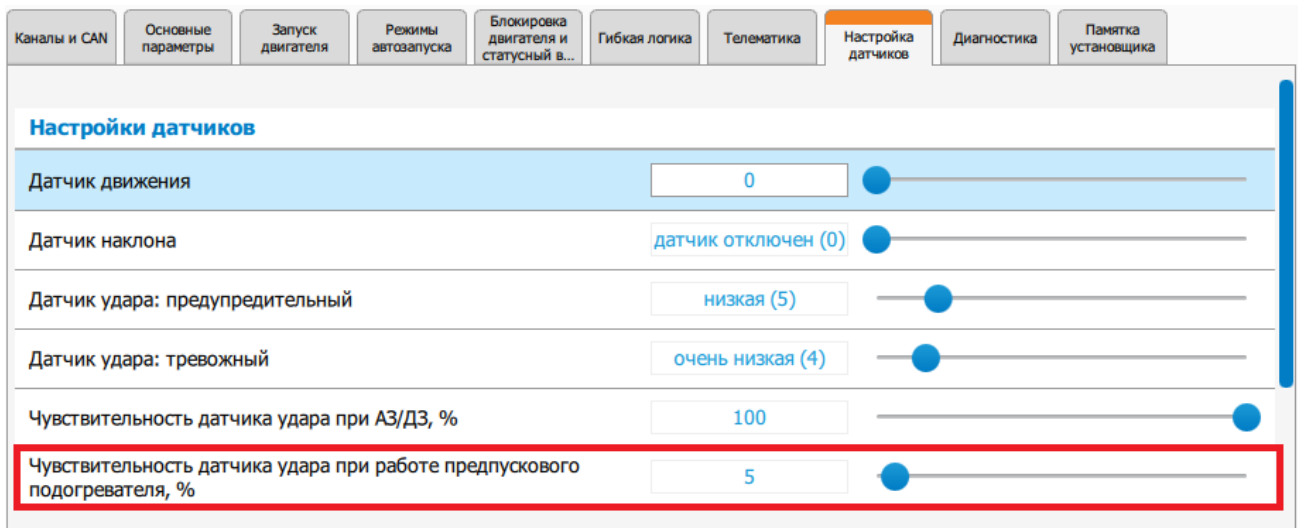 Каналы и CAN
Основные
параметры
Запуск
двигателя
Режимы
автозапуска
Блокировка
двигателя и
статусный в...
Гибкая логика
Телематика
Настройка
датчиков
Диагностика
Памятка
установщика
Настройки датчиков
Датчик движения 0
Датчик наклона датчик отключен (0)
Датчик удара: предупредительный низкая (5)
Датчик удара: тревожный очень низкая (4)
Чувствительность датчика удара при АЗ/ДЗ, % 100
Чувствительность датчика удара при работе предпускового
подогревателя, % 5